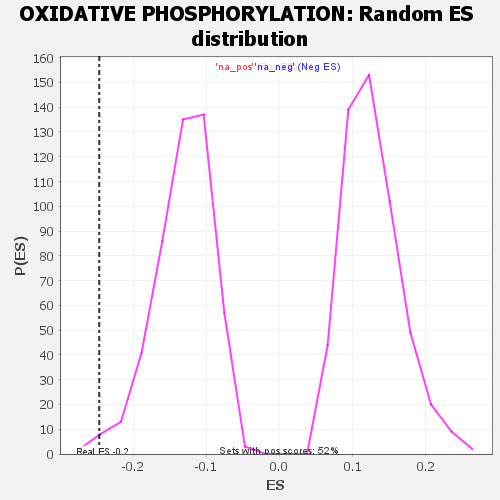 OXIDATIVE PHOSPHORYLATION: Random ES
distribution
'na_pos' 'na_neg' (Neg ES)
160
150
140
130
120
110
100
90
80
70
60
50
40
30
20
10
0
P(ES)
Real ES -0.2
Sets with pos scores: 52%
-0.2 -0.1 0.0 0.1 0.2
ES